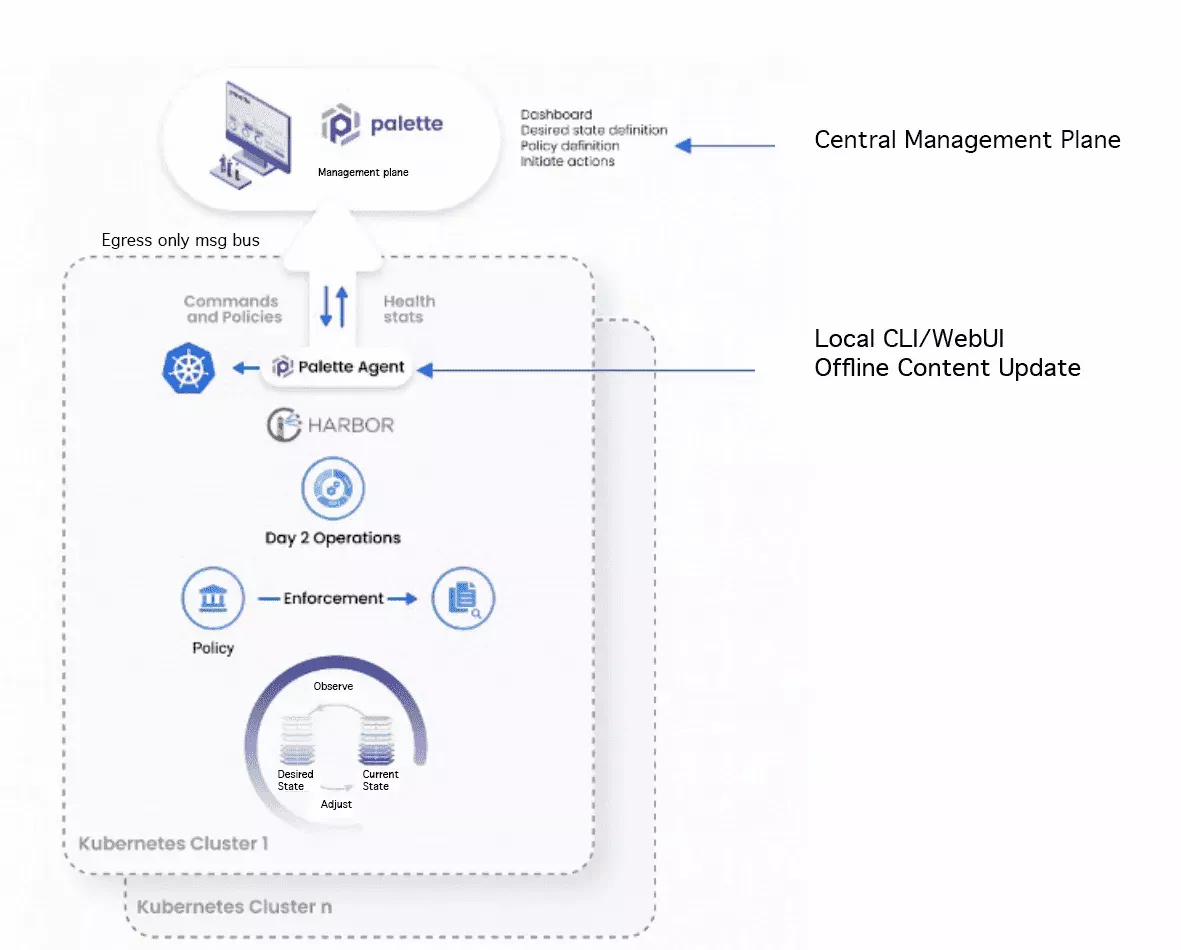 palette
Management plane
Dashboard
Desired state definition
Policy definition
Initiate actions
Central Management Plane
Egress only msg bus
Commands
and Policies
Health
stats
Palette Agent
Local CLI/WebUI
Offline Content Update
HARBOR
Day 2 Operations
Enforcement
Policy
Observe
Desired
State
Current
State
Adjust
Kubernetes Cluster 1
Kubernetes Cluster n